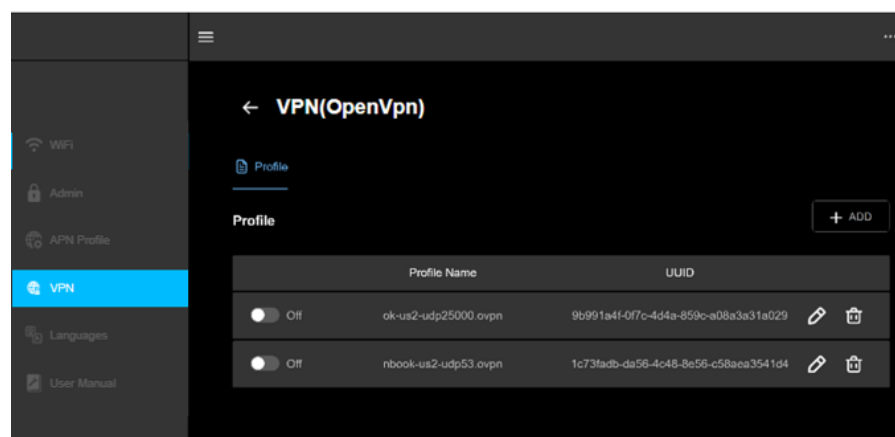 VPN(OpenVpn)
WiFi
Admin
APN Profile
VPN
Languages
User Manual
Profile
Profile
+ ADD
Profile Name UUID
Off ok-us2-udp25000.ovpn 9b991a4f-0f7c-4d4a-859c-a08a3a31a029
Off nbook-us2-udp53.ovpn 1c73fadb-da56-4c48-8e56-c58aea3541d4